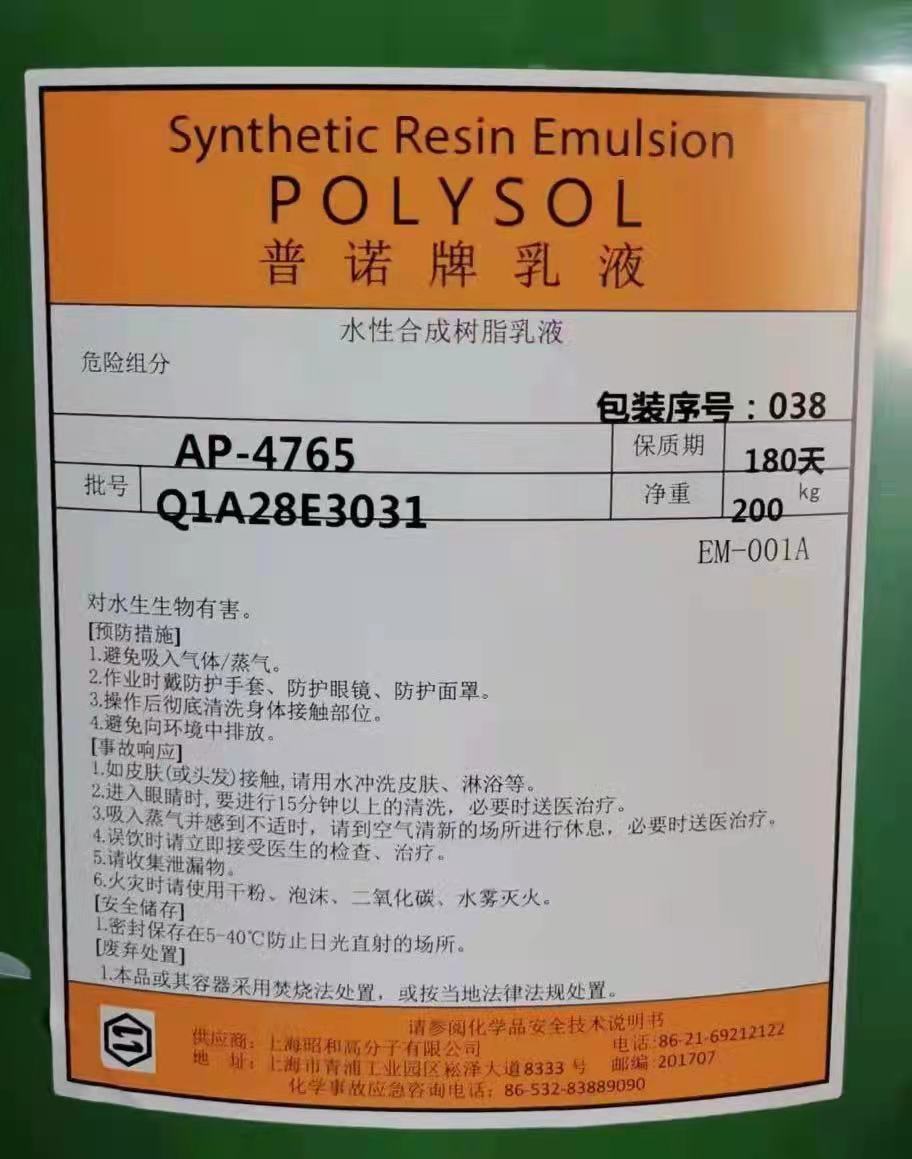 Synthetic Resin Emulsion
POLYSOL
普诺牌乳液
水性合成树脂乳液
危险组分
包装序号：038
AP-4765
保质期
180天
批号
Q1A28E3031
净重
200 kg
EM-001A
对水生生物有害。
[预防措施]
1.避免吸入气体/蒸气。
2.作业时戴防护手套、防护眼镜、防护面罩。
3.操作后彻底清洗身体接触部位。
4.避免向环境中排放。
[事故响应]
1.如皮肤(或头发)接触,请用水冲洗皮肤、淋浴等。
2.进入眼睛时,要进行15分钟以上的清洗，必要时送医治疗。
3.吸入蒸气并感到不适时，请到空气清新的场所进行休息，必要时送医治疗。
4.误饮时请立即接受医生的检查、治疗。
5.请收集泄漏物。
6.火灾时请使用干粉、泡沫、二氧化碳、水雾灭火。
[安全储存]
1.密封保存在5-40℃防止日光直射的场所。
[废弃处置]
1.本品或其容器采用焚烧法处置，或按当地法律法规处置。
请参阅化学品安全技术说明书
供应商：上海昭和高分子有限公司 电话:86-21-69212122
地 址：上海市青浦工业园区崧泽大道8333号 邮编:201707
化学事故应急咨询电话：86-532-83889090